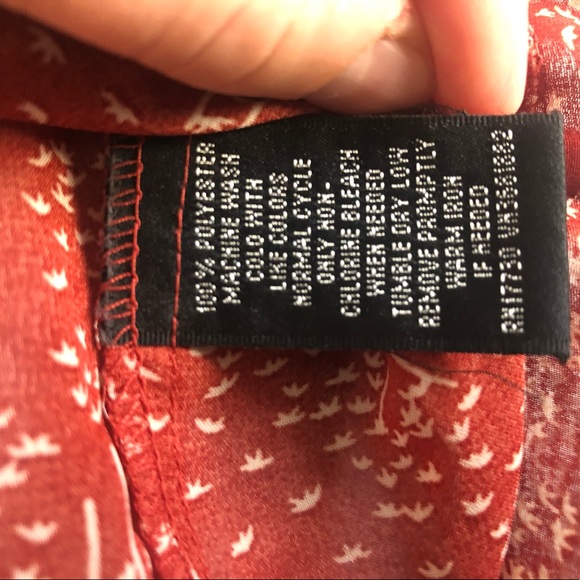 100% POLYESTER
MACHINE WASH
COLD WITH
LIKE COLORS
NORMAL CYCLE
ONLY NON-
CHLORINE BLEACH
WHEN NEEDED
TUMBLE DRY LOW
REMOVE PROMPTLY
WARM IRON
IF NEEDED
RN17730